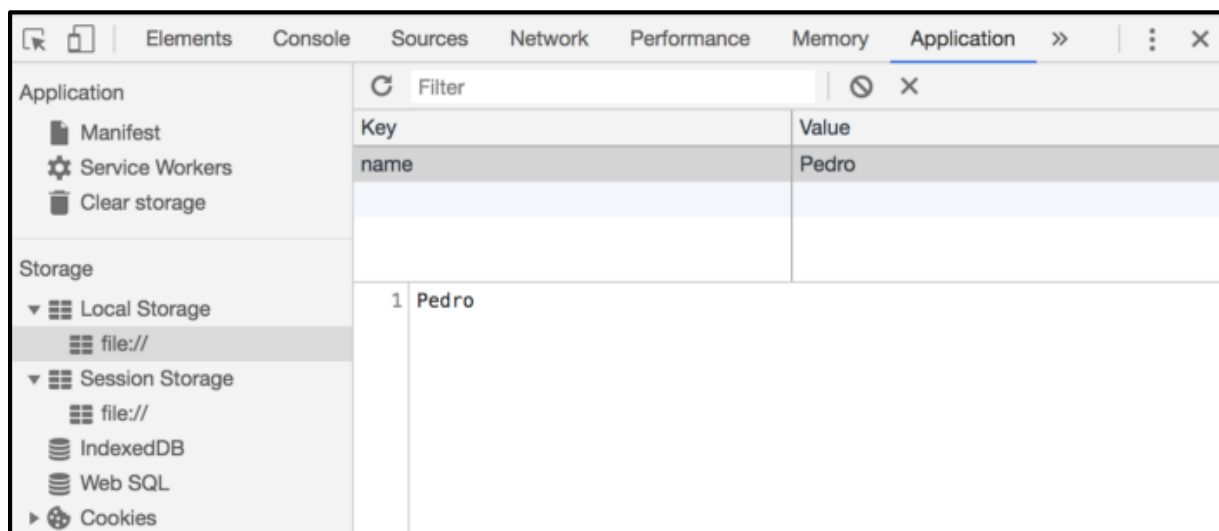 Elements Console Sources Network Performance Memory Application »
Application
Manifest
Service Workers
Clear storage
Storage
Local Storage
file://
Session Storage
file://
IndexedDB
Web SQL
Cookies
Filter
Key Value
name Pedro
1 Pedro